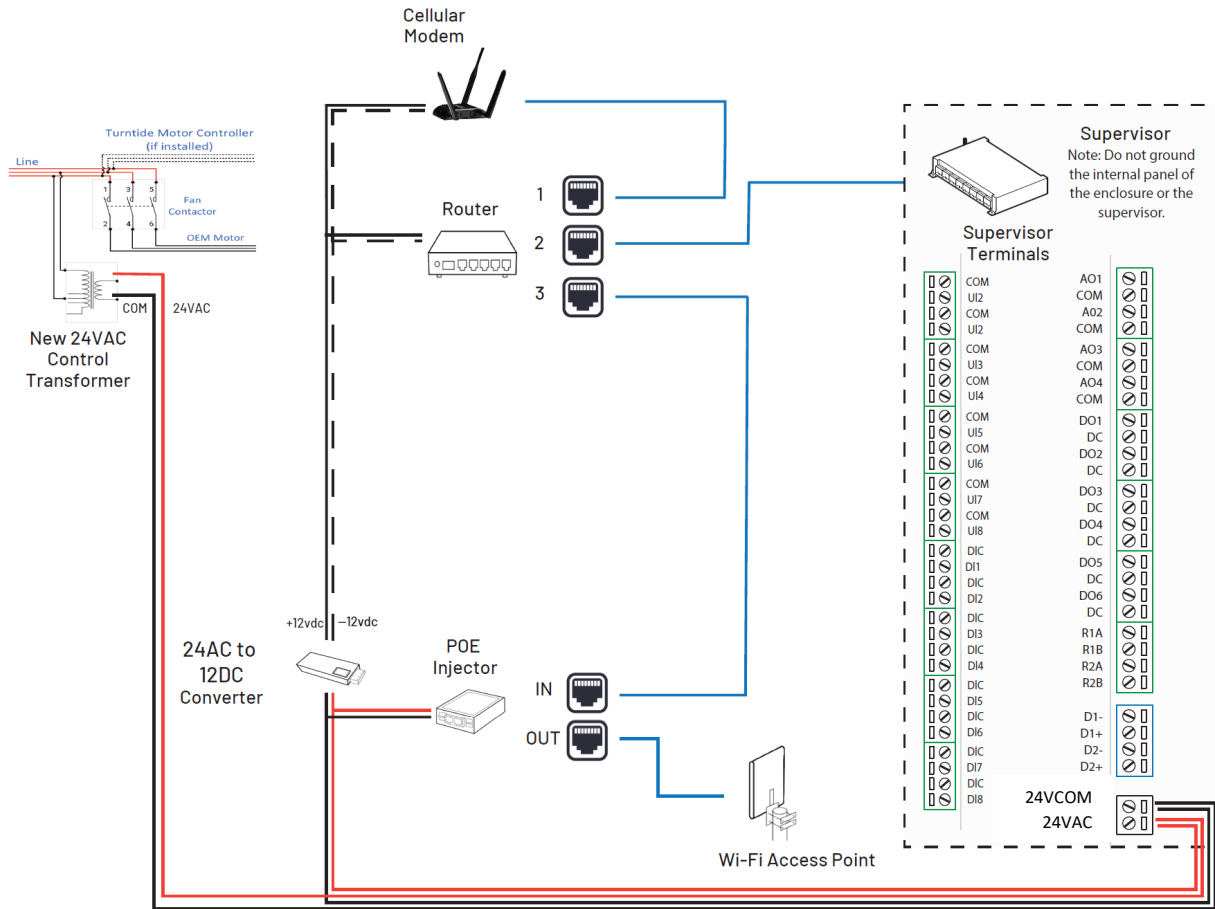 Cellular
Modem
Turntide Motor Controller
(if installed)
Line
1 3 5
Fan
Contactor
2 4 6
OEM Motor
COM 24VAC
New 24VAC
Control
Transformer
Router
1
2
3
+12vdc −12vdc
24AC to
12DC
Converter
POE
Injector
IN
OUT
Wi-Fi Access Point
Supervisor
Note: Do not ground
the internal panel of
the enclosure or the
supervisor.
Supervisor
Terminals
COM
UI2
COM
UI2
COM
UI3
COM
UI4
COM
UI5
COM
UI6
COM
UI7
COM
UI8
DIC
DI1
DIC
DI2
DIC
DI3
DIC
DI4
DIC
DI5
DIC
DI6
DIC
DI7
DIC
DI8
AO1
COM
A02
COM
AO3
COM
AO4
COM
DO1
DC
DO2
DC
DO3
DC
DO4
DC
DO5
DC
DO6
DC
R1A
R1B
R2A
R2B
D1-
D1+
D2-
D2+
24VCOM
24VAC